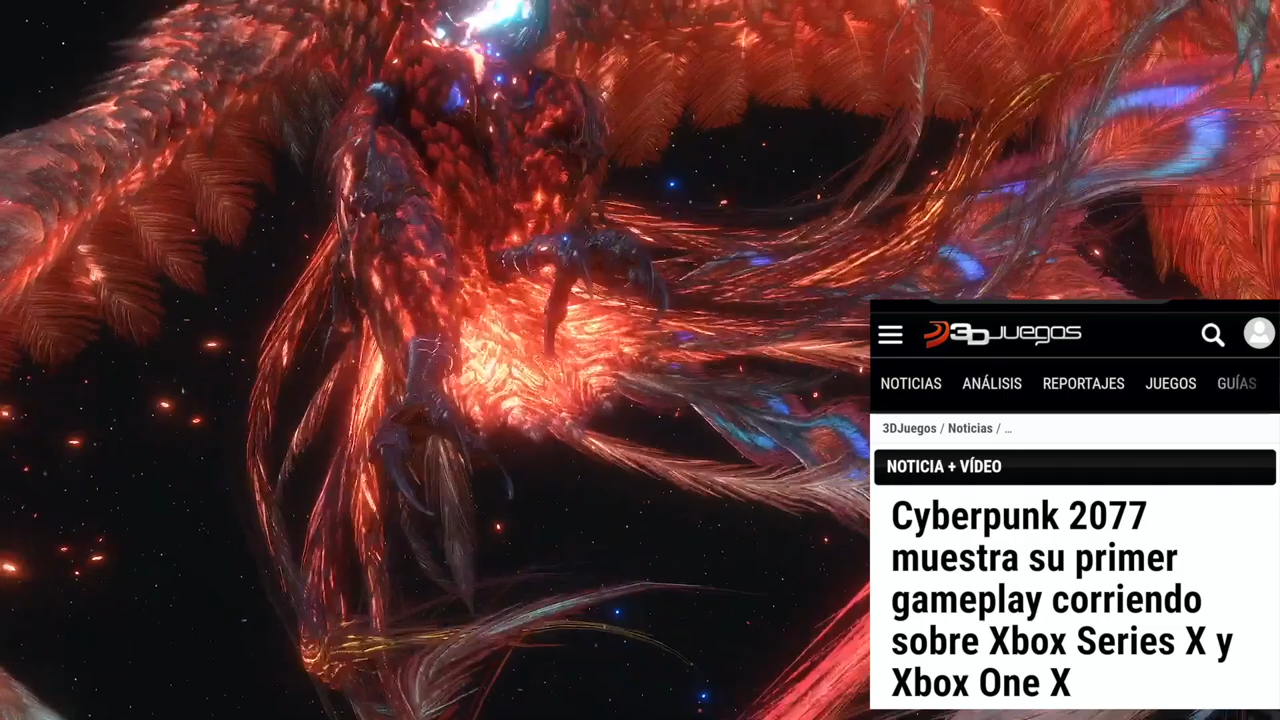 3DJuegos
NOTICIAS ANÁLISIS REPORTAJES JUEGOS GUÍAS
3DJuegos / Noticias / ...
NOTICIA + VÍDEO
Cyberpunk 2077
muestra su primer
gameplay corriendo
sobre Xbox Series X y
Xbox One X